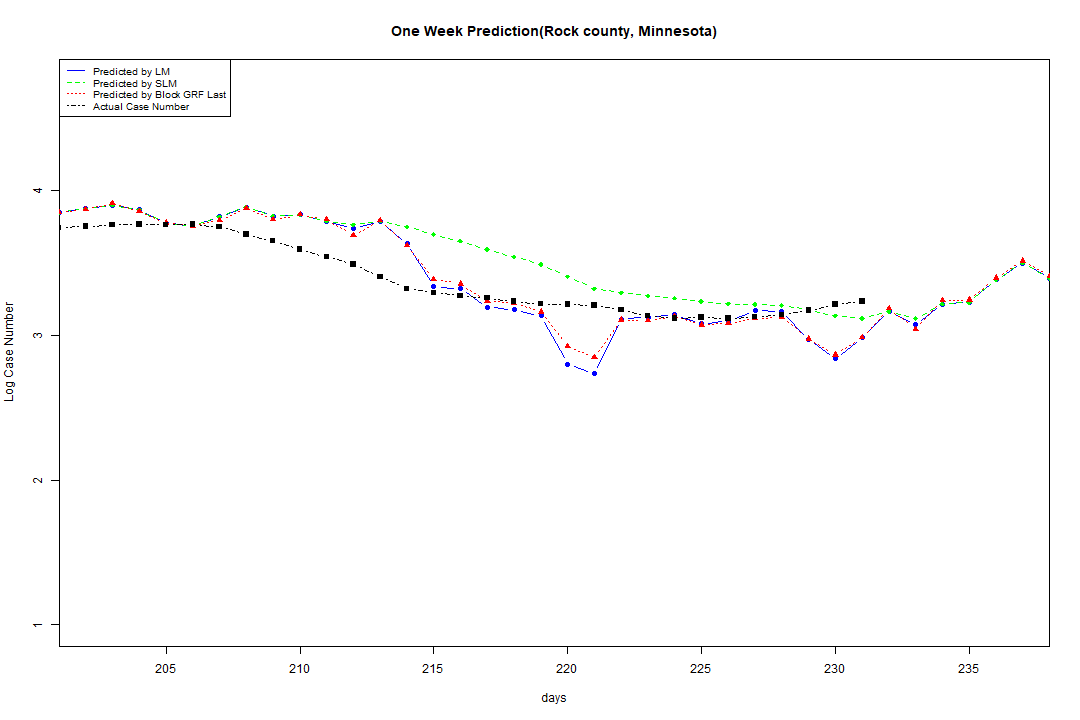 One Week Prediction(Rock county, Minnesota)
Predicted by LM
Predicted by SLM
Predicted by Block GRF Last
Actual Case Number
Log Case Number
4
3
2
1
205 210 215 220 225 230 235
days